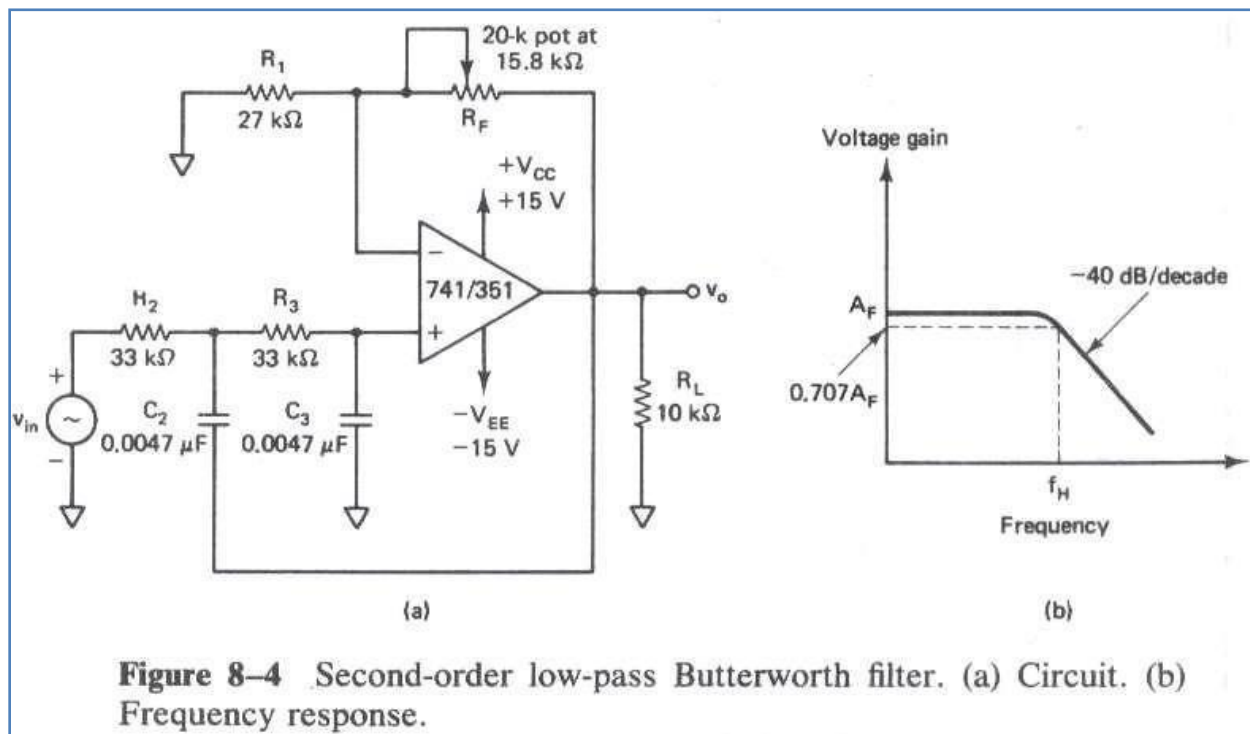 20-k pot at
15.8 kΩ
R1
27 kΩ
RF
+VCC
+15 V
−
741/351
+
vo
H2
33 kΩ
R3
33 kΩ
+
vin
~
−
C2
0.0047 μF
C3
0.0047 μF
−VEE
−15 V
RL
10 kΩ
(a)
Voltage gain
−40 dB/decade
AF
0.707AF
fH
Frequency
(b)
Figure 8–4 Second-order low-pass Butterworth filter. (a) Circuit. (b)
Frequency response.